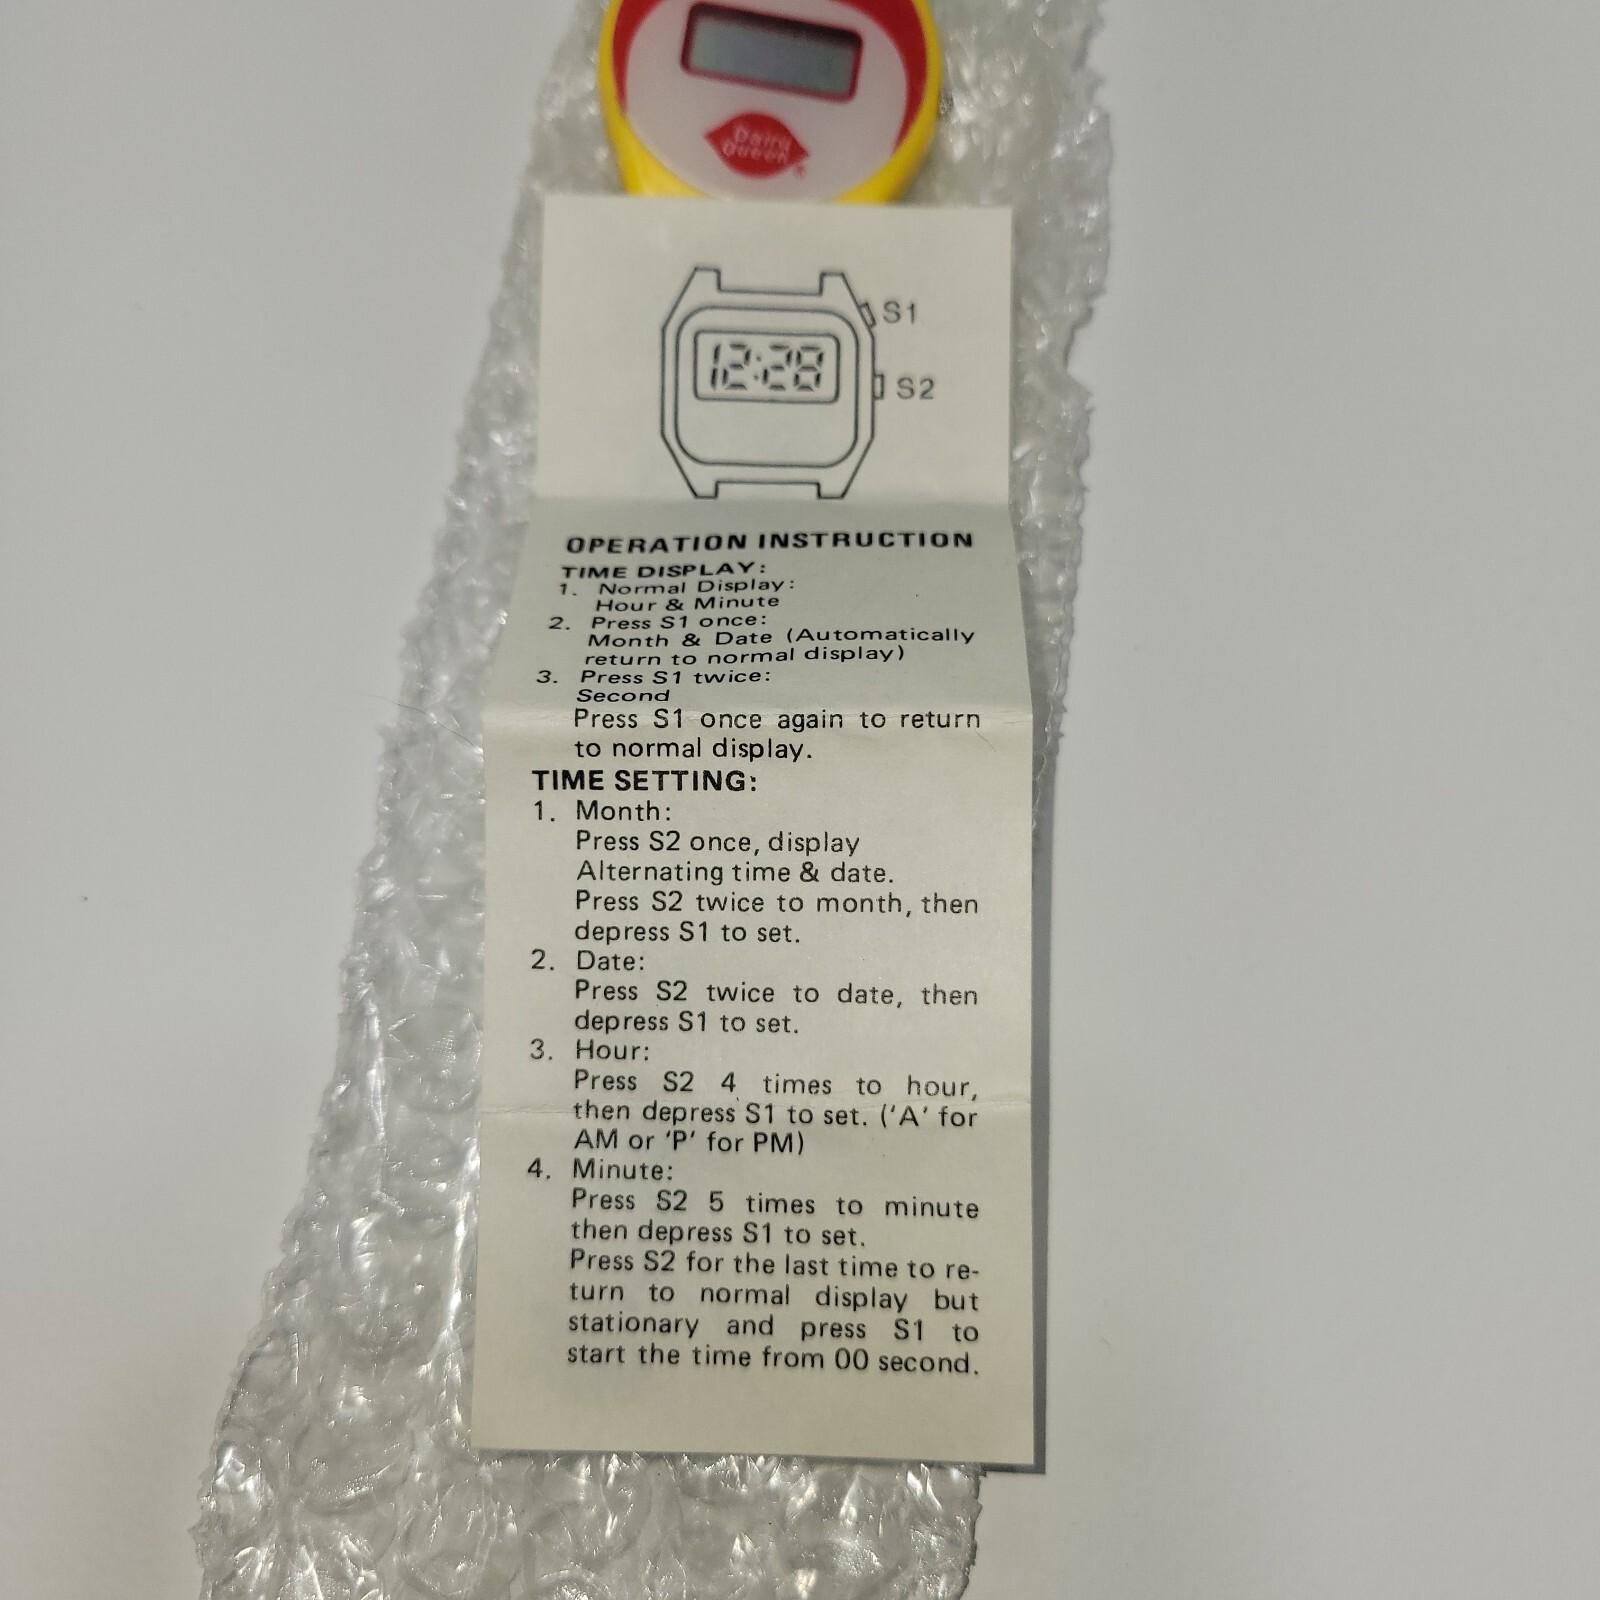 Dairy
Queen
®
S1
12:28
S2
OPERATION INSTRUCTION
TIME DISPLAY:
1. Normal Display:
Hour & Minute
2. Press S1 once:
Month & Date (Automatically
return to normal display)
3. Press S1 twice:
Second
Press S1 once again to return
to normal display.
TIME SETTING:
1. Month:
Press S2 once, display
Alternating time & date.
Press S2 twice to month, then
depress S1 to set.
2. Date:
Press S2 twice to date, then
depress S1 to set.
3. Hour:
Press S2 4 times to hour,
then depress S1 to set. ('A' for
AM or 'P' for PM)
4. Minute:
Press S2 5 times to minute
then depress S1 to set.
Press S2 for the last time to re-
turn to normal display but
stationary and press S1 to
start the time from 00 second.